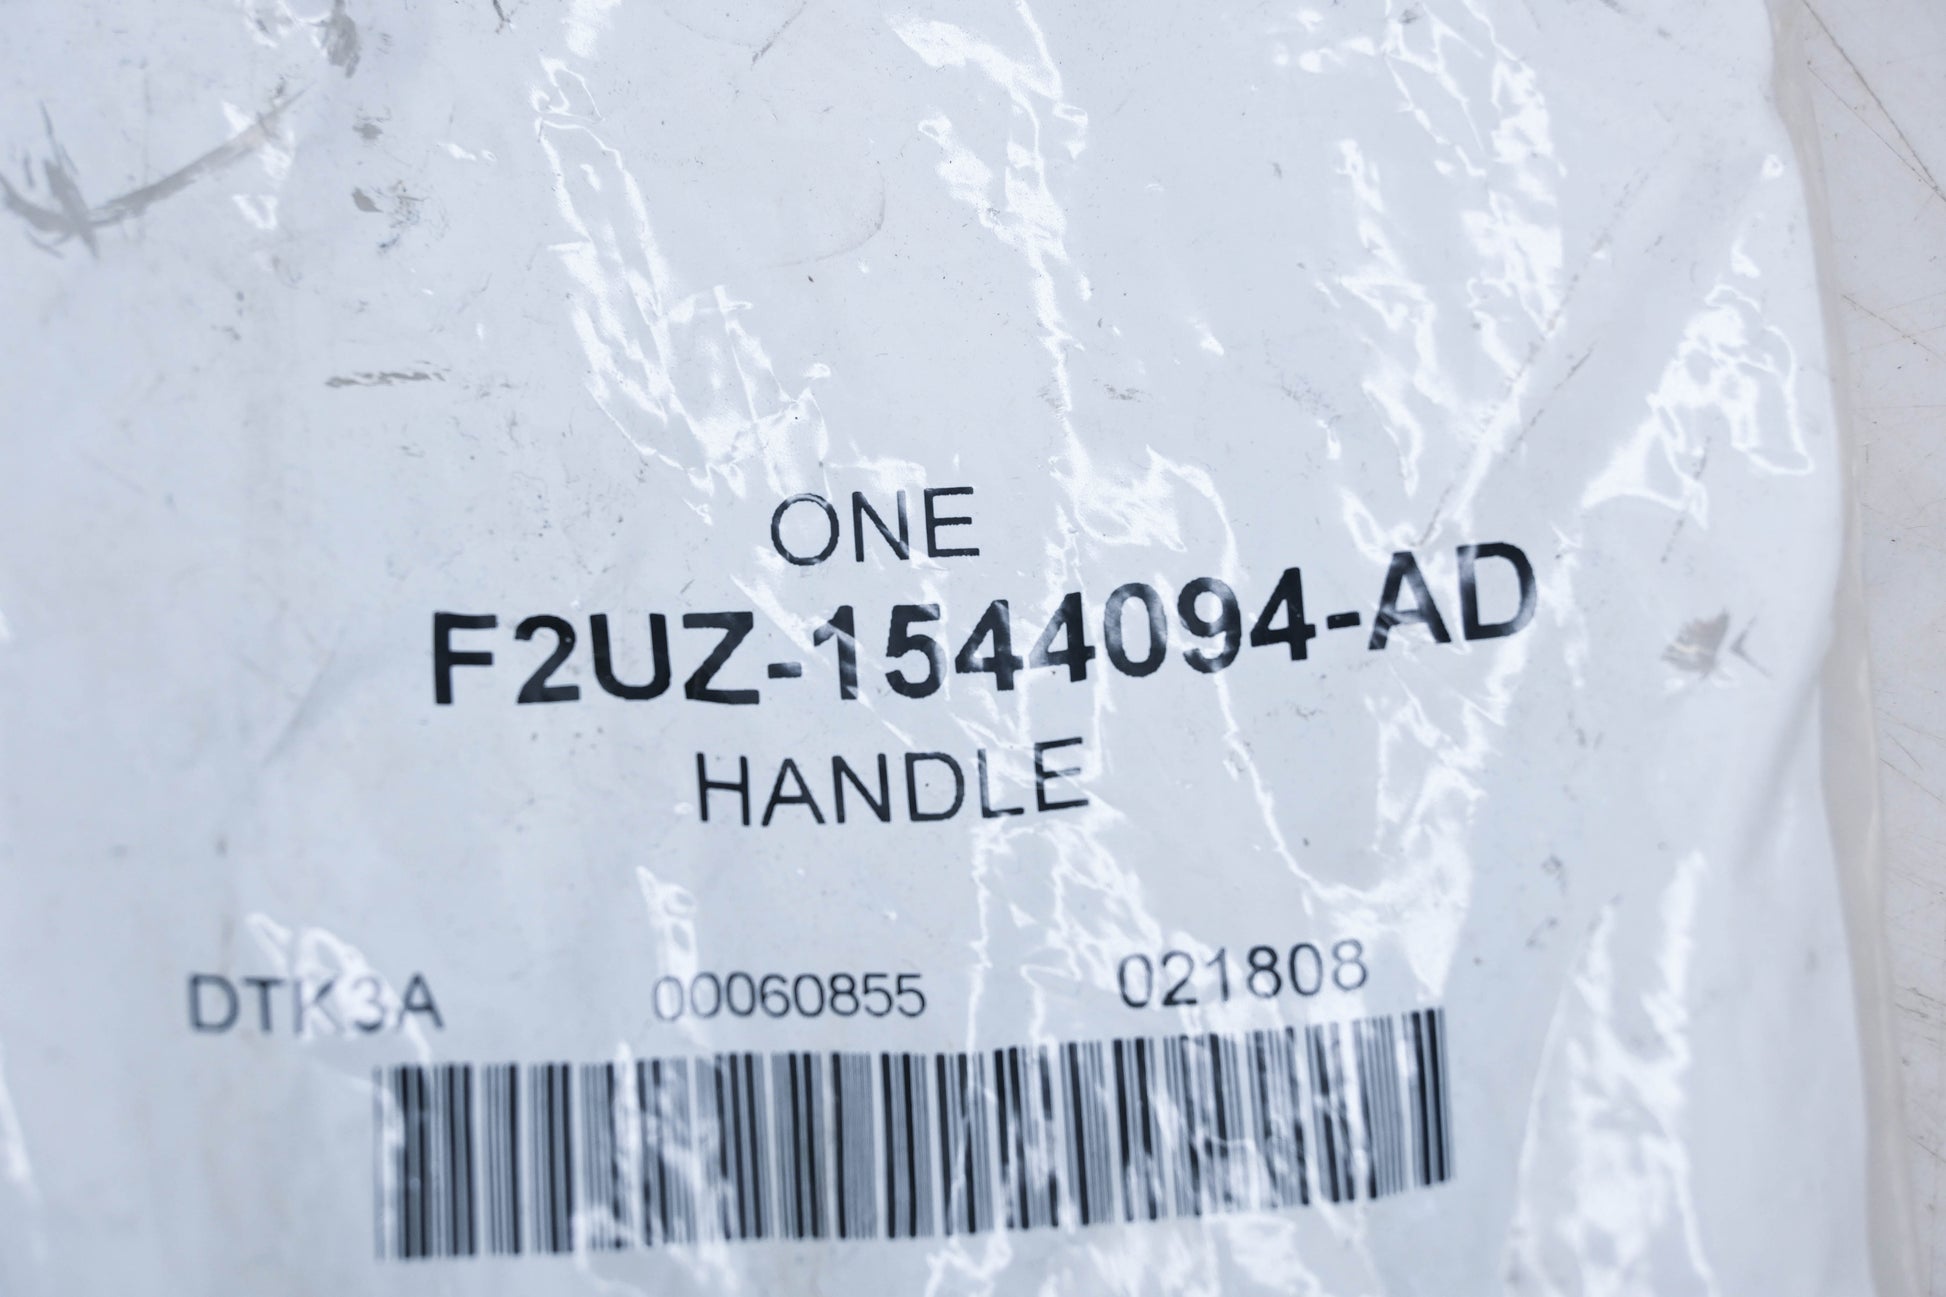 ONE
F2UZ-1544094-AD
HANDLE
DTK3A 00060855 021808